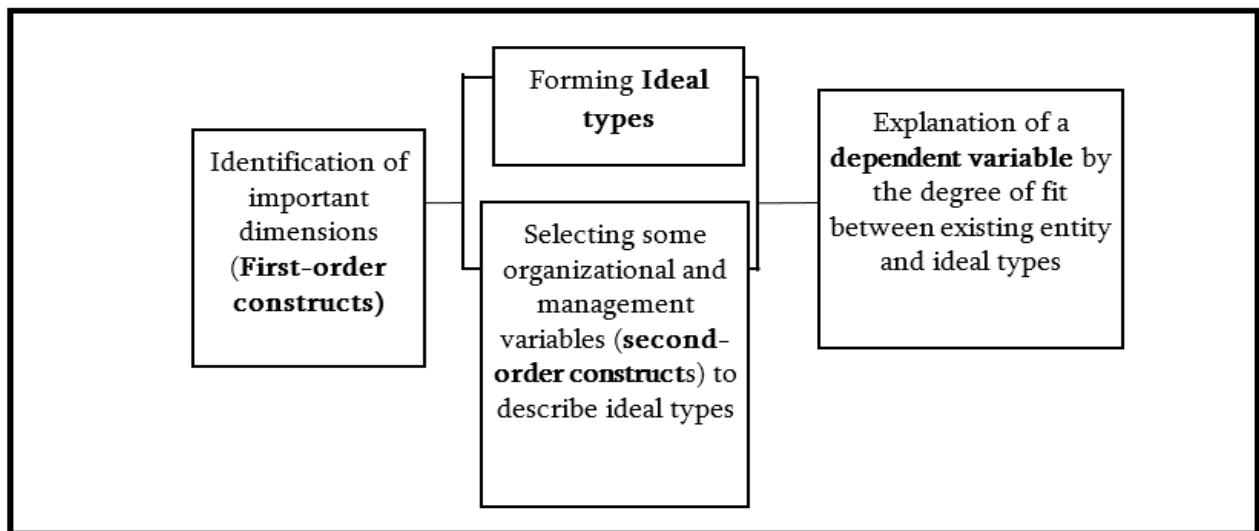 Identification of
important
dimensions
(First-order
constructs)
Forming Ideal
types
Selecting some
organizational and
management
variables (second-
order constructs) to
describe ideal types
Explanation of a
dependent variable by
the degree of fit
between existing entity
and ideal types